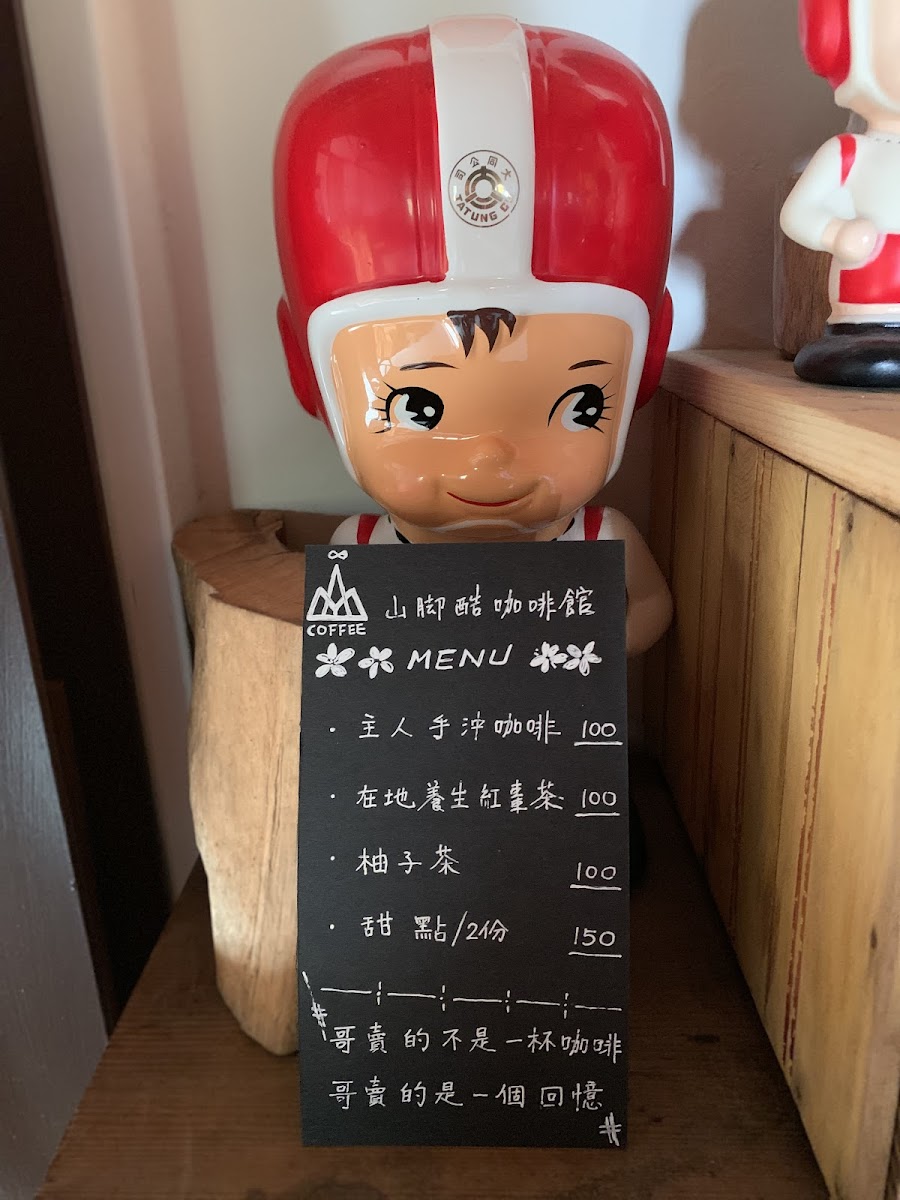 大同公司
TATUNG C
COFFEE
山脚酷咖啡館
MENU
· 主人手沖咖啡 100
· 在地養生紅棗茶 100
· 柚子茶 100
· 甜點/2份 150
哥賣的不是一杯咖啡
哥賣的是一個回憶